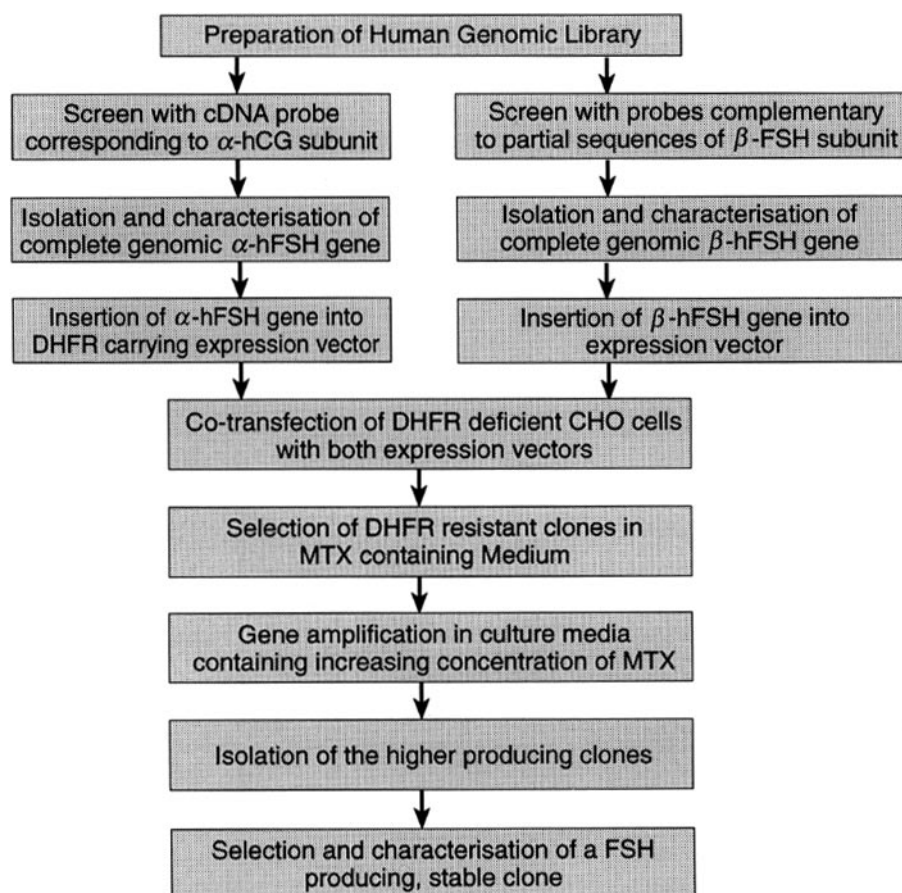 Preparation of Human Genomic Library
Screen with cDNA probe
corresponding to α-hCG subunit
Screen with probes complementary
to partial sequences of β-FSH subunit
Isolation and characterisation of
complete genomic α-hFSH gene
Isolation and characterisation of
complete genomic β-hFSH gene
Insertion of α-hFSH gene into
DHFR carrying expression vector
Insertion of β-hFSH gene into
expression vector
Co-transfection of DHFR deficient CHO cells
with both expression vectors
Selection of DHFR resistant clones in
MTX containing Medium
Gene amplification in culture media
containing increasing concentration of MTX
Isolation of the higher producing clones
Selection and characterisation of a FSH
producing, stable clone